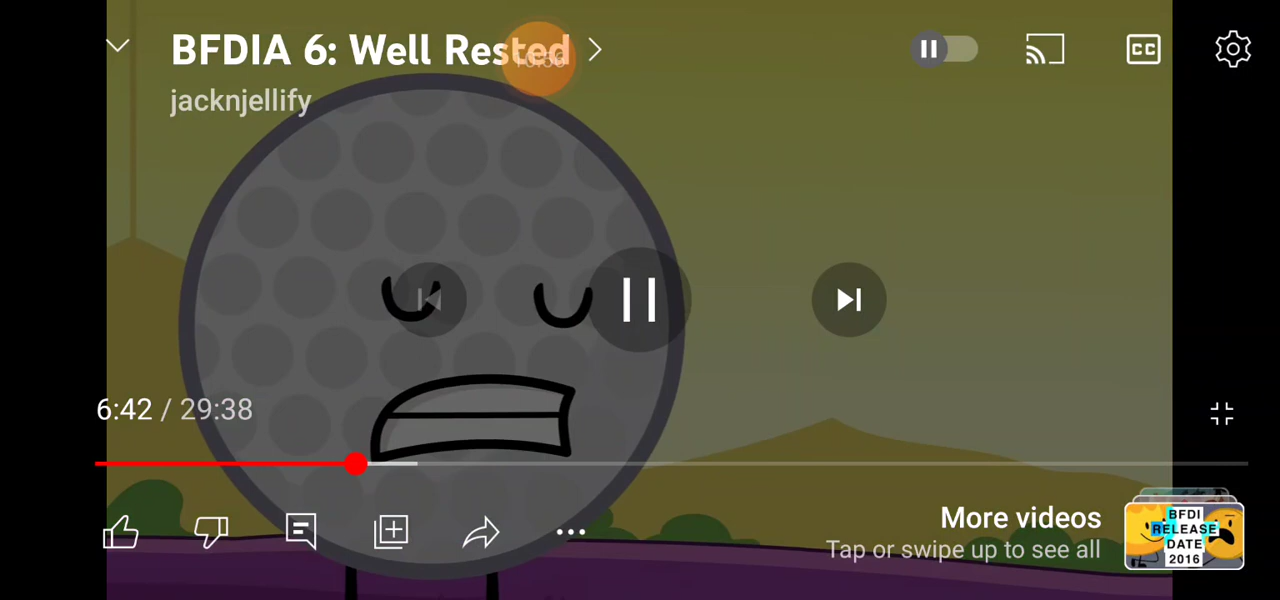 BFDIA 6: Well Rested
jacknjellify
CC
6:42 / 29:38
More videos
Tap or swipe up to see all
BFDI
RELEASE
DATE
2016